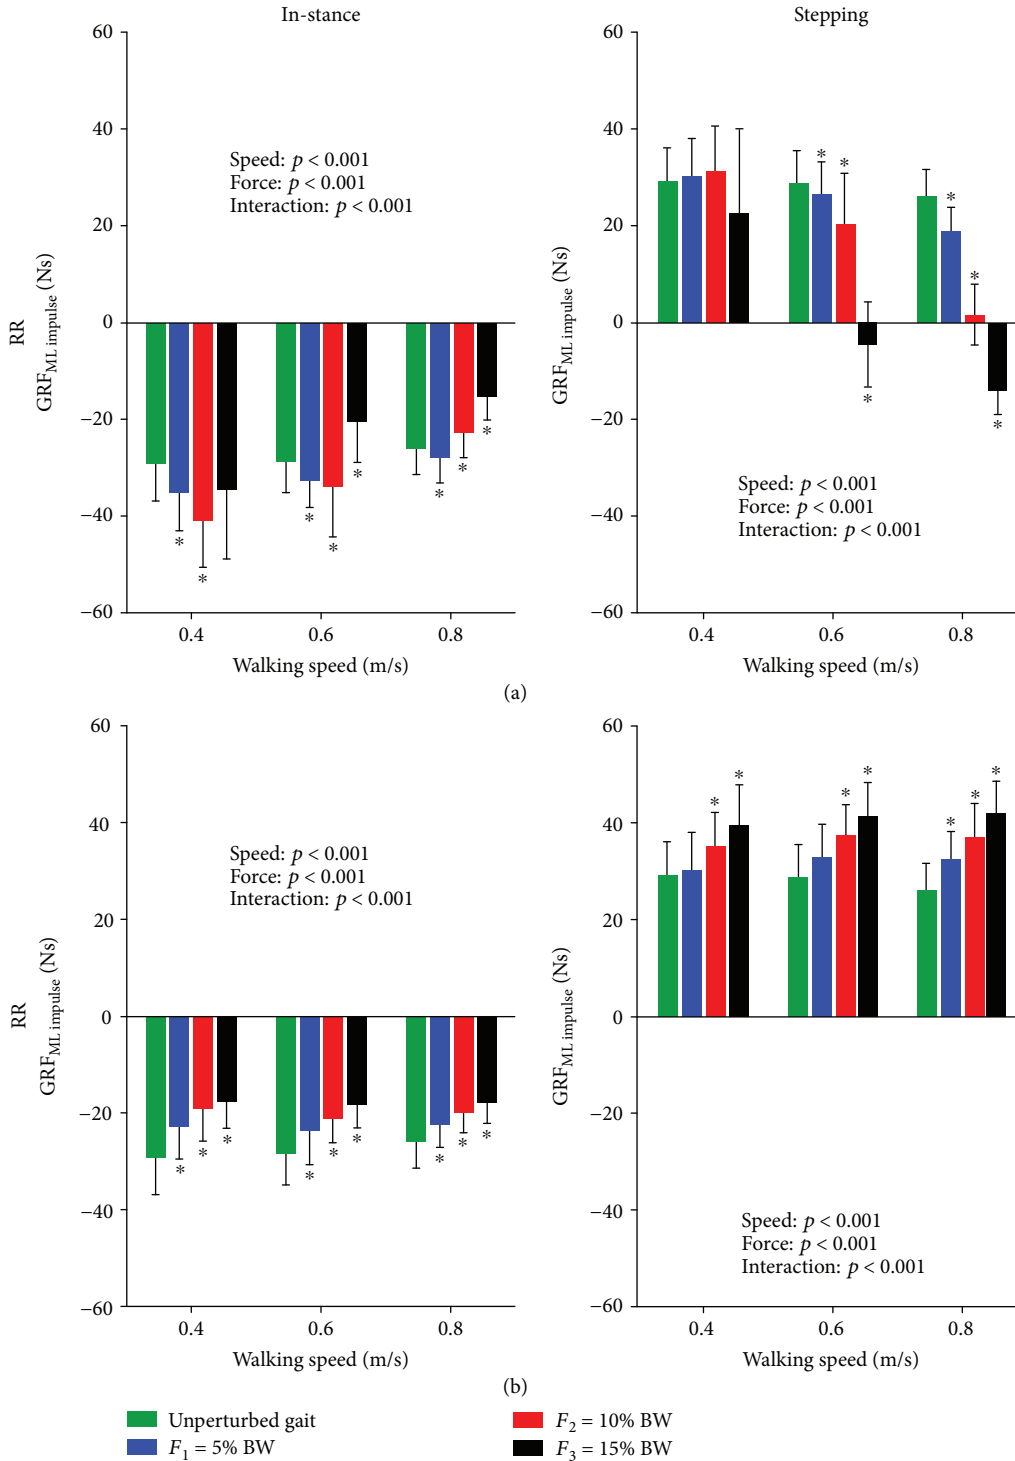 In-stance
60
40
20
0
−20
−40
−60
Speed: p < 0.001
Force: p < 0.001
Interaction: p < 0.001
RR
GRF_ML impulse (Ns)
* * * * * * * *
0.4 0.6 0.8
Walking speed (m/s)
Stepping
60
40
20
0
−20
−40
−60
GRF_ML impulse (Ns)
* * * * * *
Speed: p < 0.001
Force: p < 0.001
Interaction: p < 0.001
0.4 0.6 0.8
Walking speed (m/s)
(a)
60
40
20
0
−20
−40
−60
Speed: p < 0.001
Force: p < 0.001
Interaction: p < 0.001
RR
GRF_ML impulse (Ns)
* * * * * * * * *
0.4 0.6 0.8
Walking speed (m/s)
60
40
20
0
−20
−40
−60
GRF_ML impulse (Ns)
* * * * * * *
Speed: p < 0.001
Force: p < 0.001
Interaction: p < 0.001
0.4 0.6 0.8
Walking speed (m/s)
(b)
Unperturbed gait
F1 = 5% BW
F2 = 10% BW
F3 = 15% BW